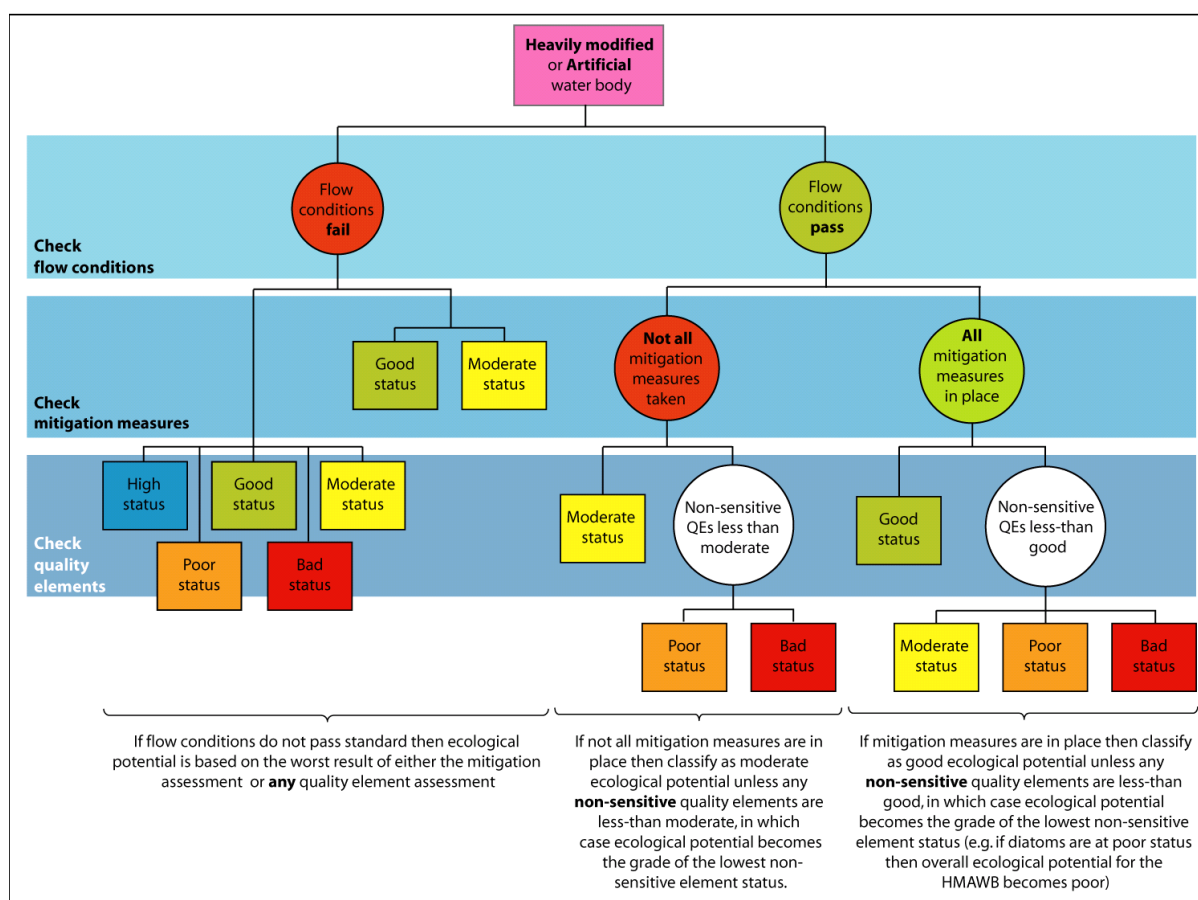 Heavily modified
or Artificial
water body
Flow
conditions
fail
Flow
conditions
pass
Check
flow conditions
Good
status
Moderate
status
Not all
mitigation
measures
taken
All
mitigation
measures
in place
Check
mitigation measures
High
status
Good
status
Moderate
status
Poor
status
Bad
status
Moderate
status
Non-sensitive
QEs less than
moderate
Good
status
Non-sensitive
QEs less-than
good
Check
quality
elements
Poor
status
Bad
status
Moderate
status
Poor
status
Bad
status
If flow conditions do not pass standard then ecological
potential is based on the worst result of either the mitigation
assessment or any quality element assessment
If not all mitigation measures are in
place then classify as moderate
ecological potential unless any
non-sensitive quality elements are
less-than moderate, in which
case ecological potential becomes
the grade of the lowest non-
sensitive element status.
If mitigation measures are in place then classify
as good ecological potential unless any
non-sensitive quality elements are less-than
good, in which case ecological potential
becomes the grade of the lowest non-sensitive
element status (e.g. if diatoms are at poor status
then overall ecological potential for the
HMAWB becomes poor)